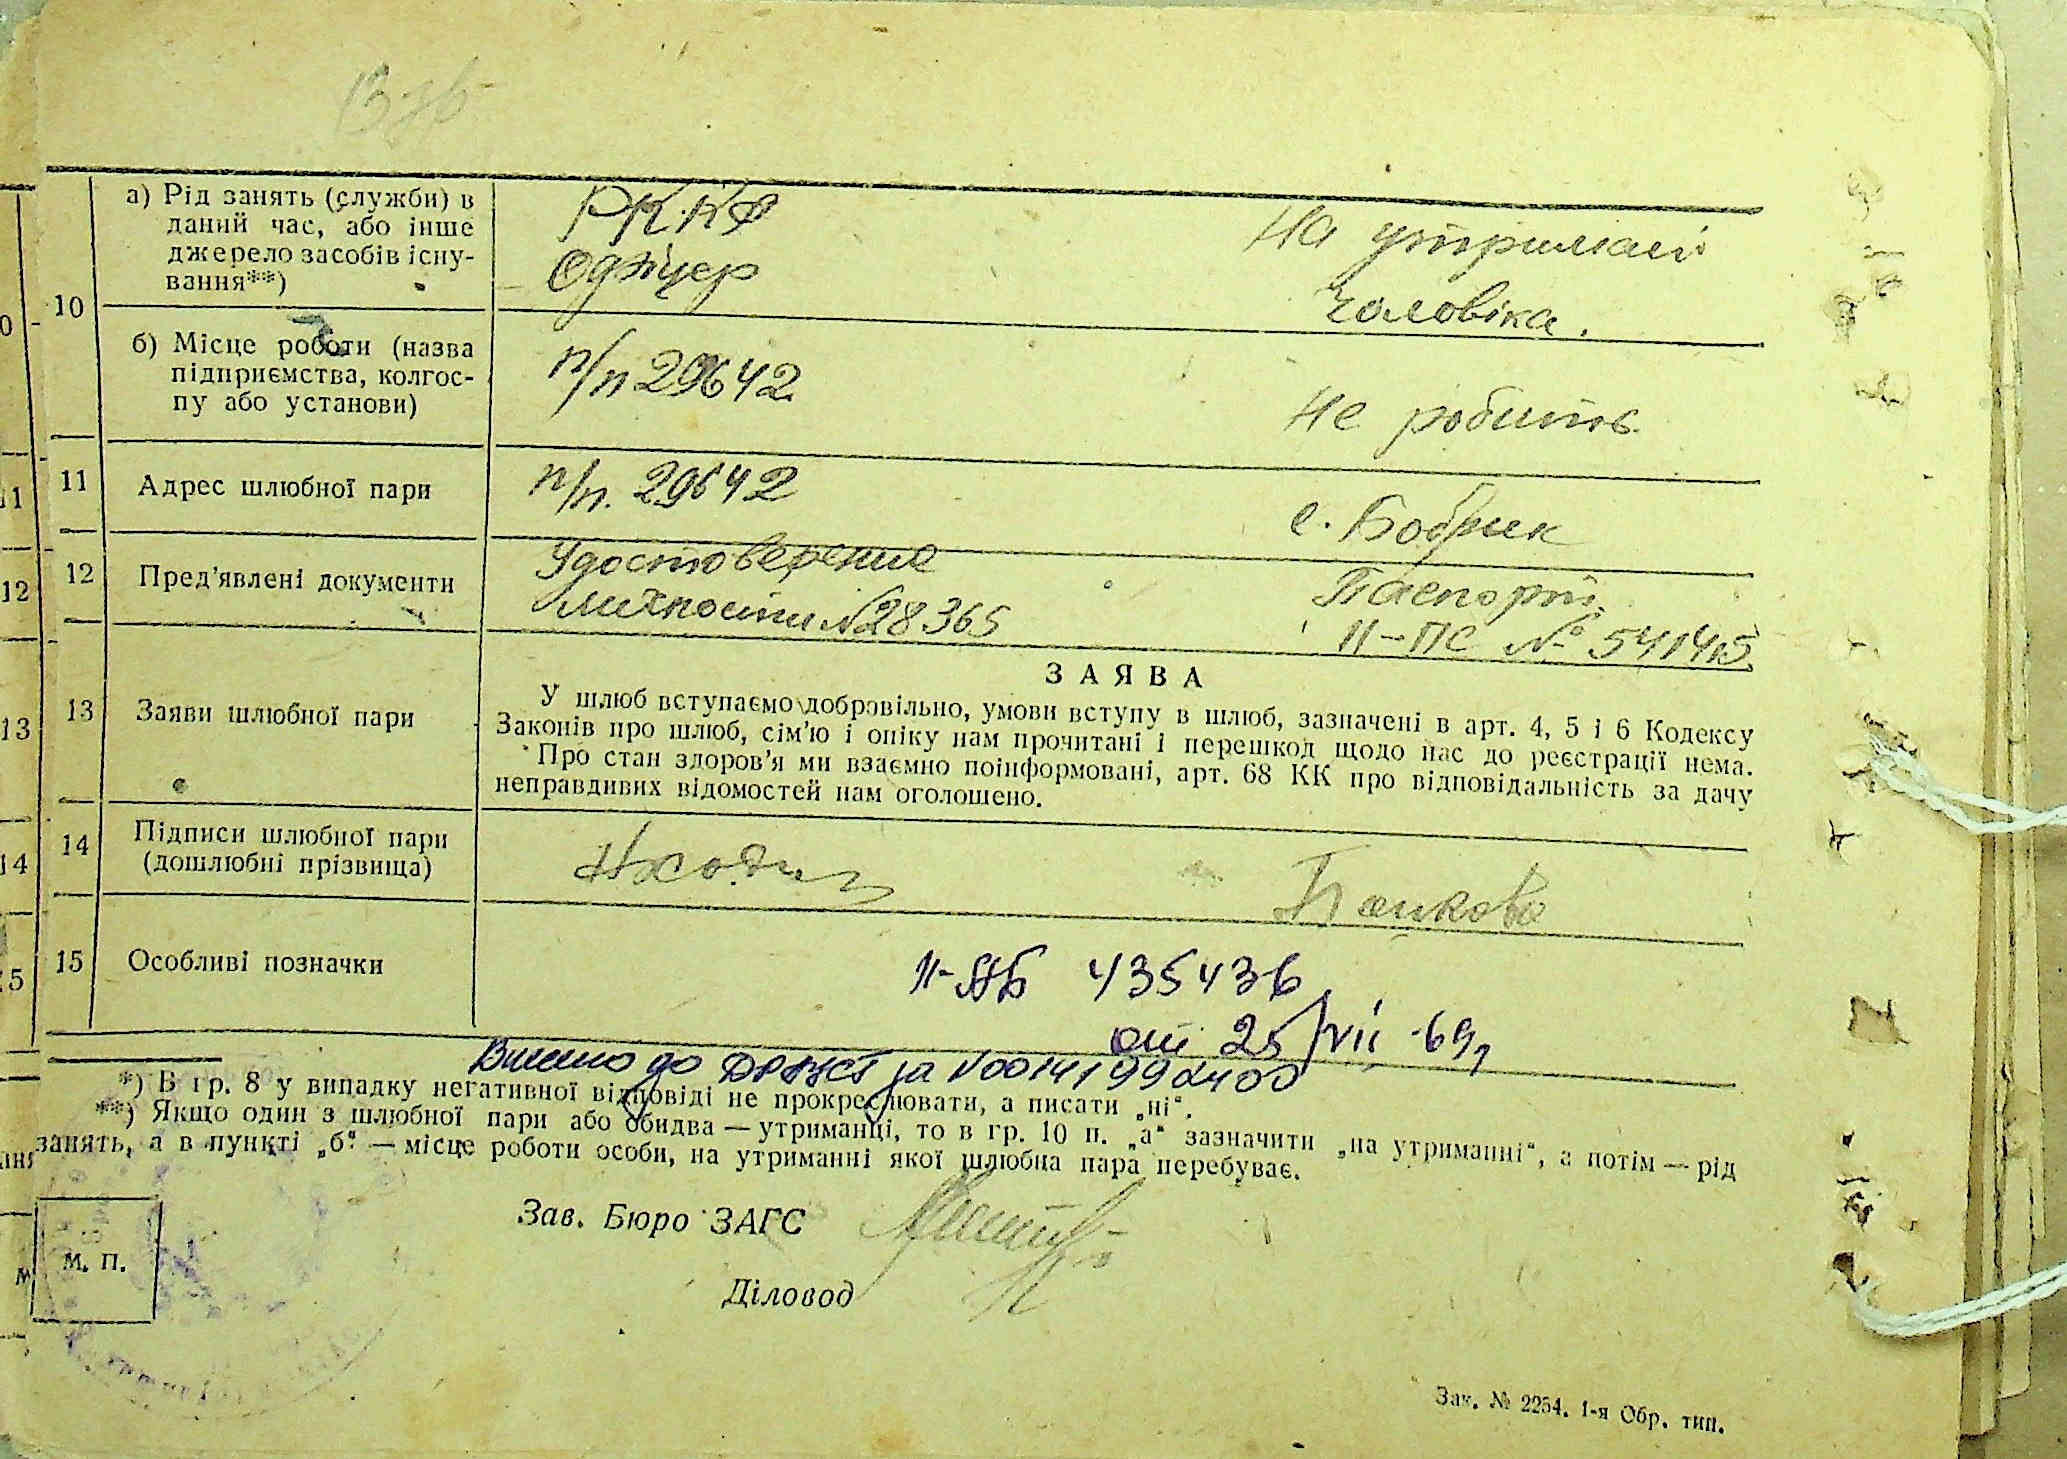 10
а) Рід занять (служби) в
даний час, або інше
джерело засобів існу-
вання**)
РККФ
Офіцер
На утриман
чоловіка.
б) Місце роботи (назва
підприємства, колгос-
пу або установи)
п/п 29642
Не робить
11
Адрес шлюбної пари
п/п. 29642
с. Бобрик
12
Пред'явлені документи
Удостоверение
личности №28365
Паспорт
II-ПС № 541415
13
Заяви шлюбної пари
ЗАЯВА
У шлюб вступаємо добровільно, умови вступу в шлюб, зазначені в арт. 4, 5 і 6 Кодексу
Законів про шлюб, сім'ю і опіку нам прочитані і перешкод щодо нас до реєстрації нема.
Про стан здоров'я ми взаємно поінформовані, арт. 68 КК про відповідальність за дачу
неправдивих відомостей нам оголошено.
14
Підписи шлюбної пари
(дошлюбні прізвища)
15
Особливі позначки
II-АБ 435436
от 25/VII-69
до ДРАЦС за №00141992400
*) В гр. 8 у випадку негативної відповіді не прокреслювати, а писати „ні“.
**) Якщо один з шлюбної пари або обидва — утриманці, то в гр. 10 п. „а“ зазначити „на утриманні“, а потім — рід
занять, а в пункті „б“ — місце роботи особи, на утриманні якої шлюбна пара перебуває.
Зав. Бюро ЗАГС
М. П.
Діловод
Зак. № 2254. 1-я Обр. тип.